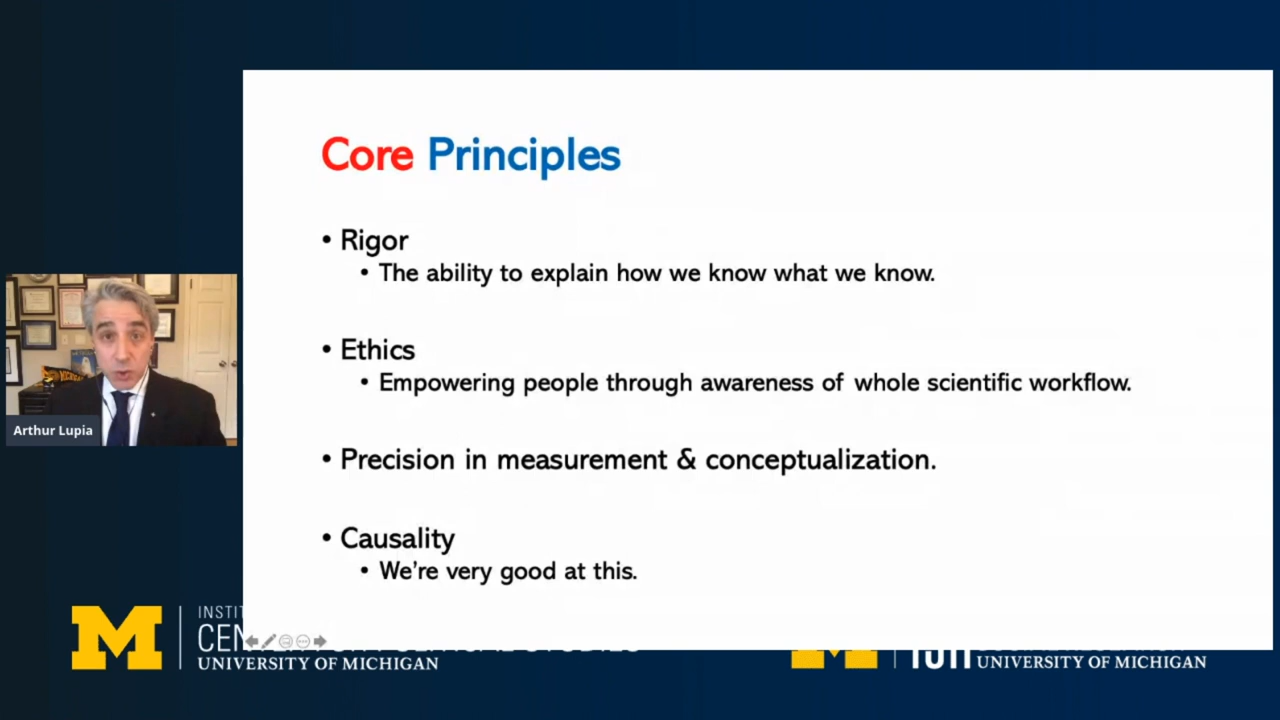 Core Principles
• Rigor
• The ability to explain how we know what we know.
• Ethics
• Empowering people through awareness of whole scientific workflow.
• Precision in measurement & conceptualization.
• Causality
• We're very good at this.
Arthur Lupia
M
UNIVERSITY OF MICHIGAN
UNIVERSITY OF MICHIGAN